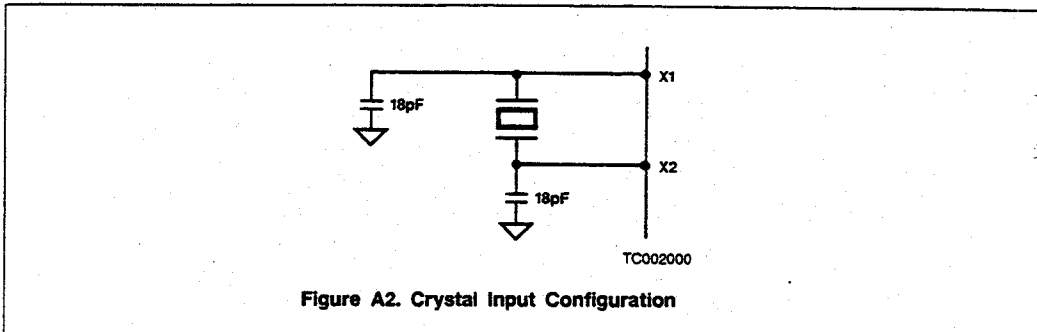 X1
18pF
X2
18pF
TC002000
Figure A2. Crystal Input Configuration